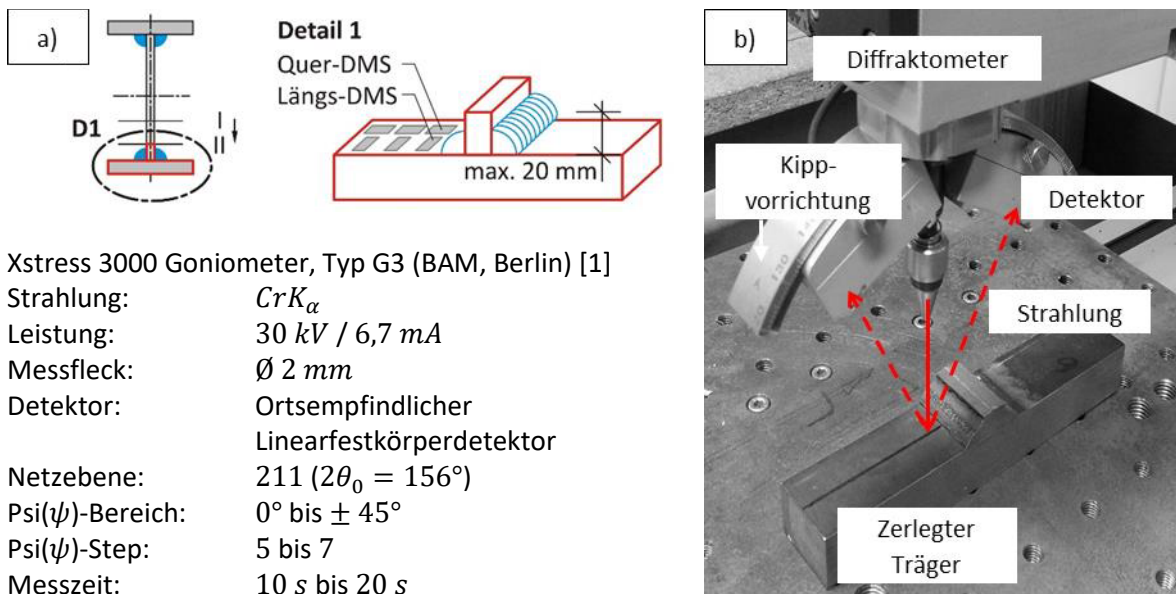 a)
Detail 1
Quer-DMS
Längs-DMS
D1
I
II
max. 20 mm
Xstress 3000 Goniometer, Typ G3 (BAM, Berlin) [1]
Strahlung: CrKα
Leistung: 30 kV / 6,7 mA
Messfleck: Ø 2 mm
Detektor: Ortsempfindlicher
Linearfestkörperdetektor
Netzebene: 211 (2θ0 = 156°)
Psi(ψ)-Bereich: 0° bis ± 45°
Psi(ψ)-Step: 5 bis 7
Messzeit: 10 s bis 20 s
b)
Diffraktometer
Kipp-
vorrichtung
Detektor
Strahlung
Zerlegter
Träger